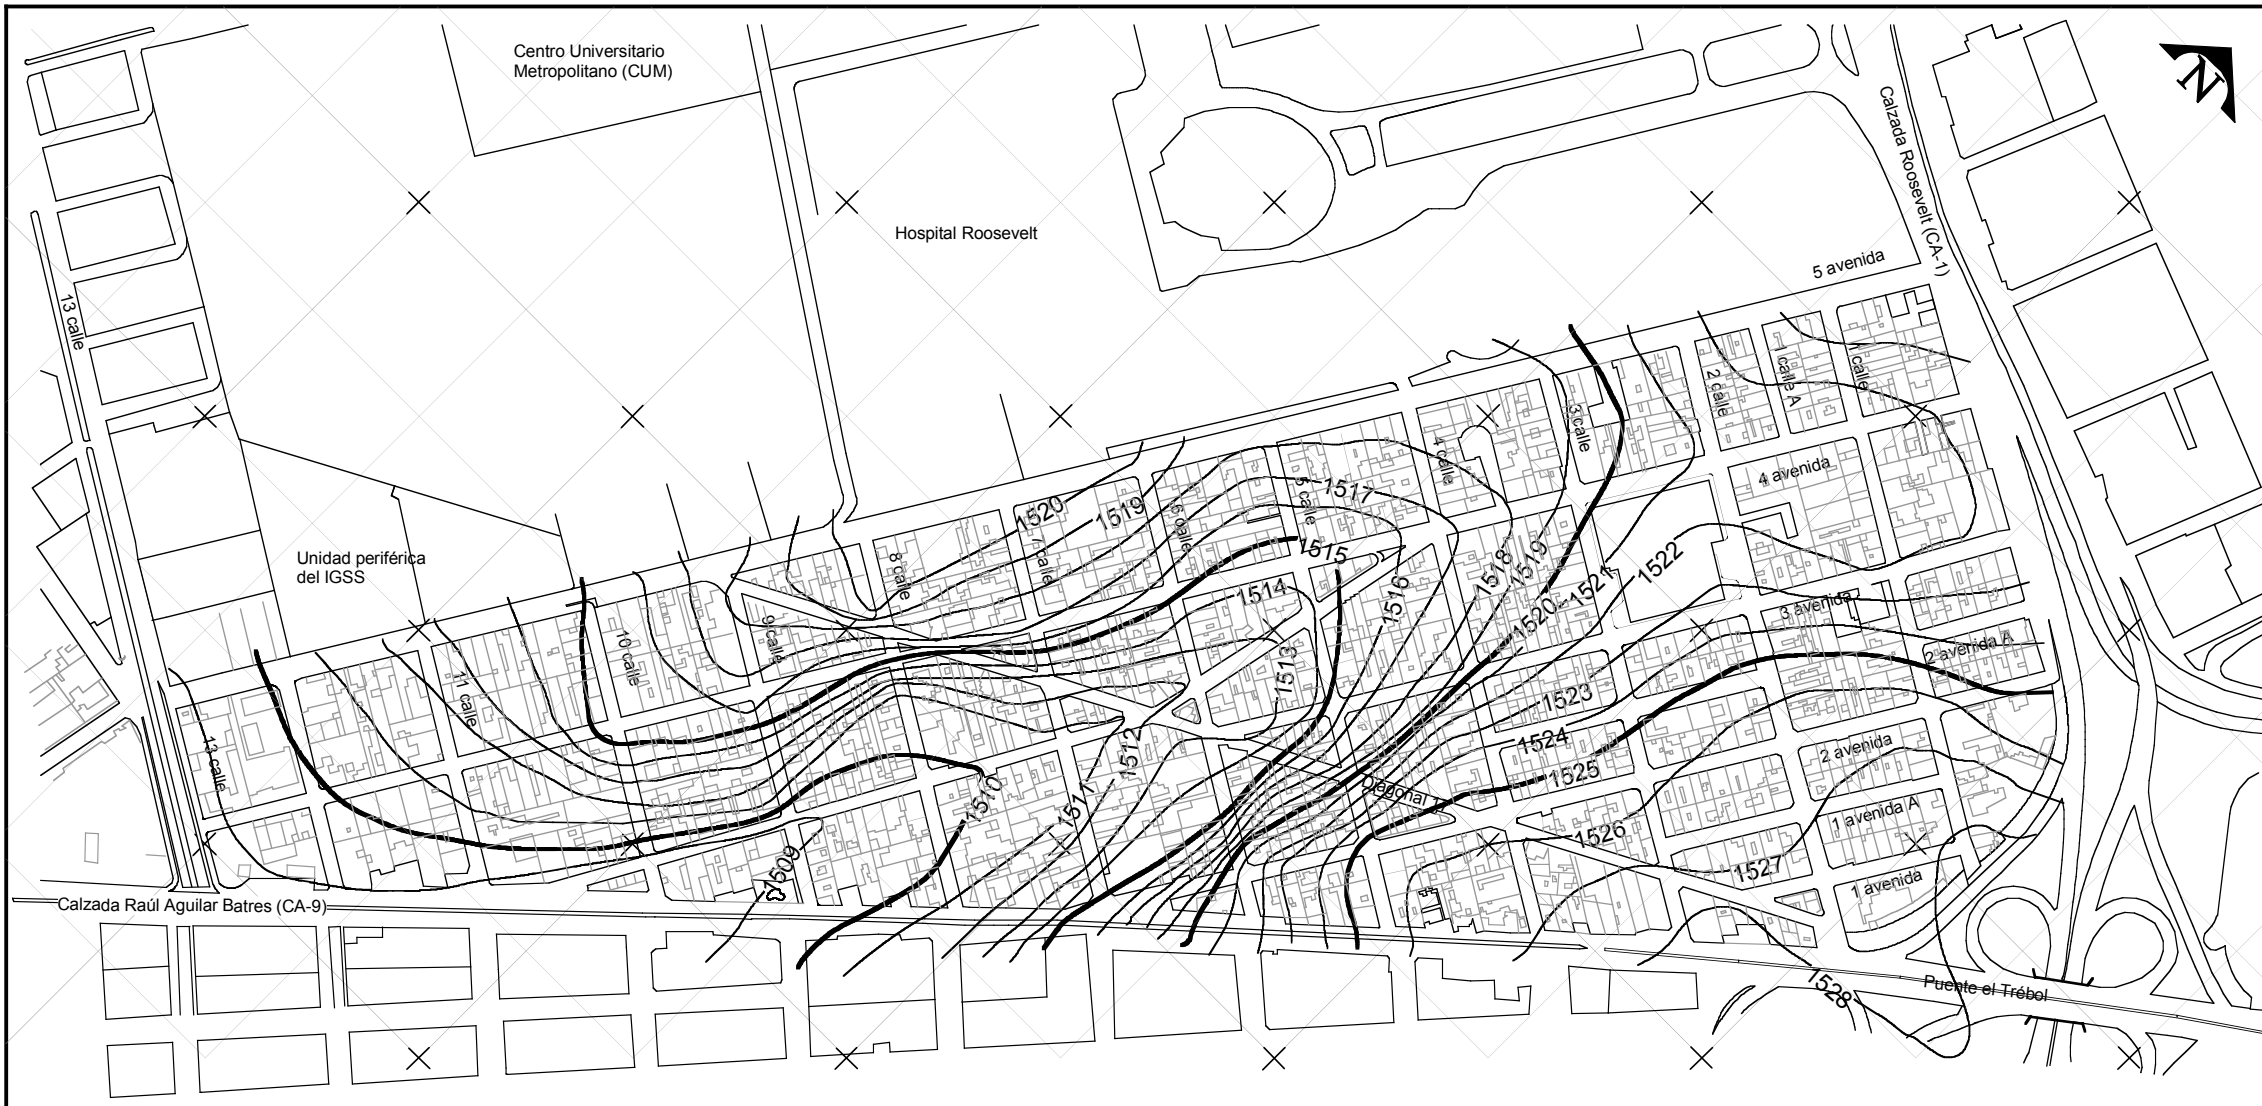 Centro Universitario
Metropolitano (CUM)
N
Calzada Roosevelt (CA-1)
Hospital Roosevelt
5 avenida
13 calle
1 calle
1 calle A
2 calle
3 calle
4 calle
4 avenida
1517
5 calle
1520
1519
6 calle
7 calle
1515
8 calle
Unidad periférica
del IGSS
1522
1518
1519
1521
1514
1516
1520
3 avenida
9 calle
10 calle
2 avenida A
1513
11 calle
1523
1512
1524
2 avenida
13 calle
1525
Diagonal 17
1510
1511
1 avenida A
1526
1509
1527
1 avenida
Calzada Raúl Aguilar Batres (CA-9)
1528
Puente el Trébol